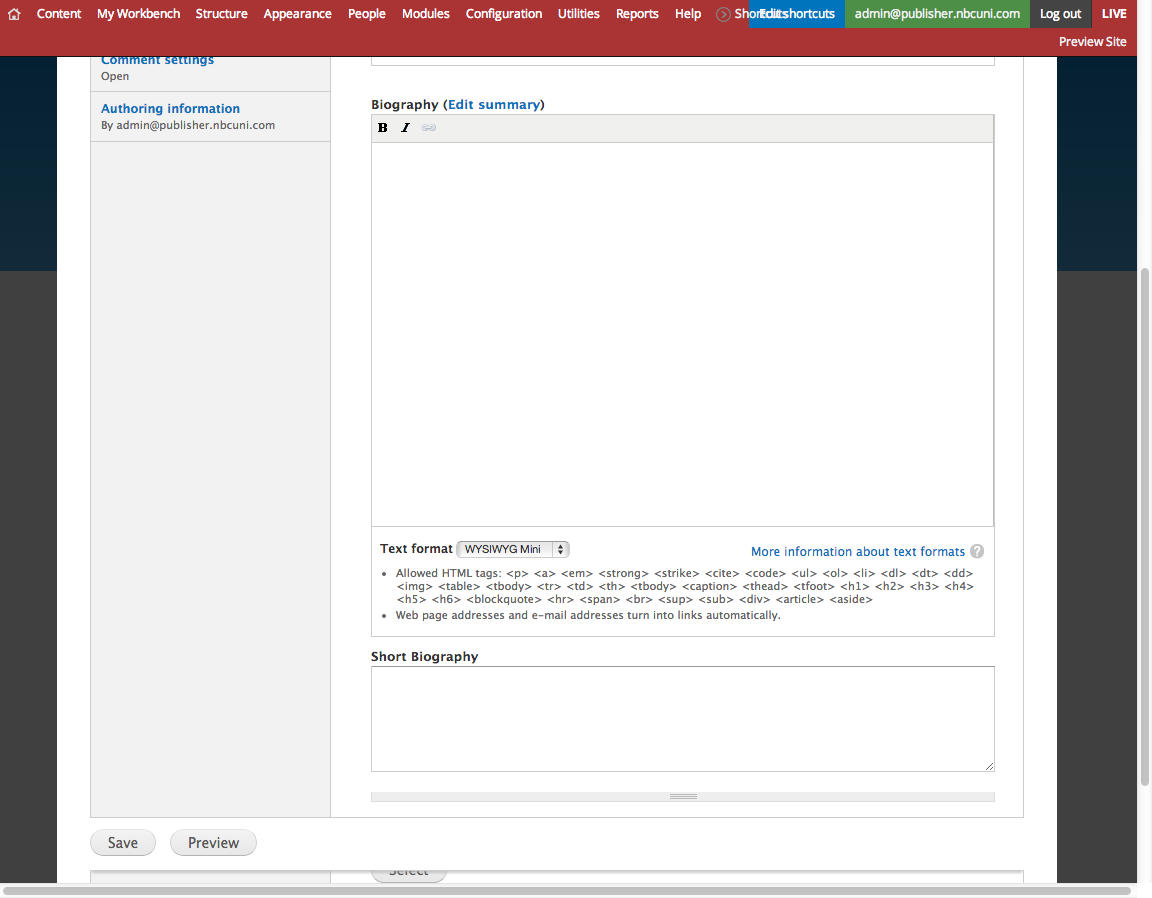 Content My Workbench Structure Appearance People Modules Configuration Utilities Reports Help Edit shortcuts admin@publisher.nbcuni.com Log out LIVE
Preview Site
Comment settings
Open
Authoring information
By admin@publisher.nbcuni.com
Biography (Edit summary)
B I
Text format WYSIWYG Mini More information about text formats ?
• Allowed HTML tags: <p> <a> <em> <strong> <strike> <cite> <code> <ul> <ol> <li> <dl> <dt> <dd>
<img> <table> <tbody> <tr> <td> <th> <tbody> <caption> <thead> <tfoot> <h1> <h2> <h3> <h4>
<h5> <h6> <blockquote> <hr> <span> <br> <sup> <sub> <div> <article> <aside>
• Web page addresses and e-mail addresses turn into links automatically.
Short Biography
Save Preview
Select